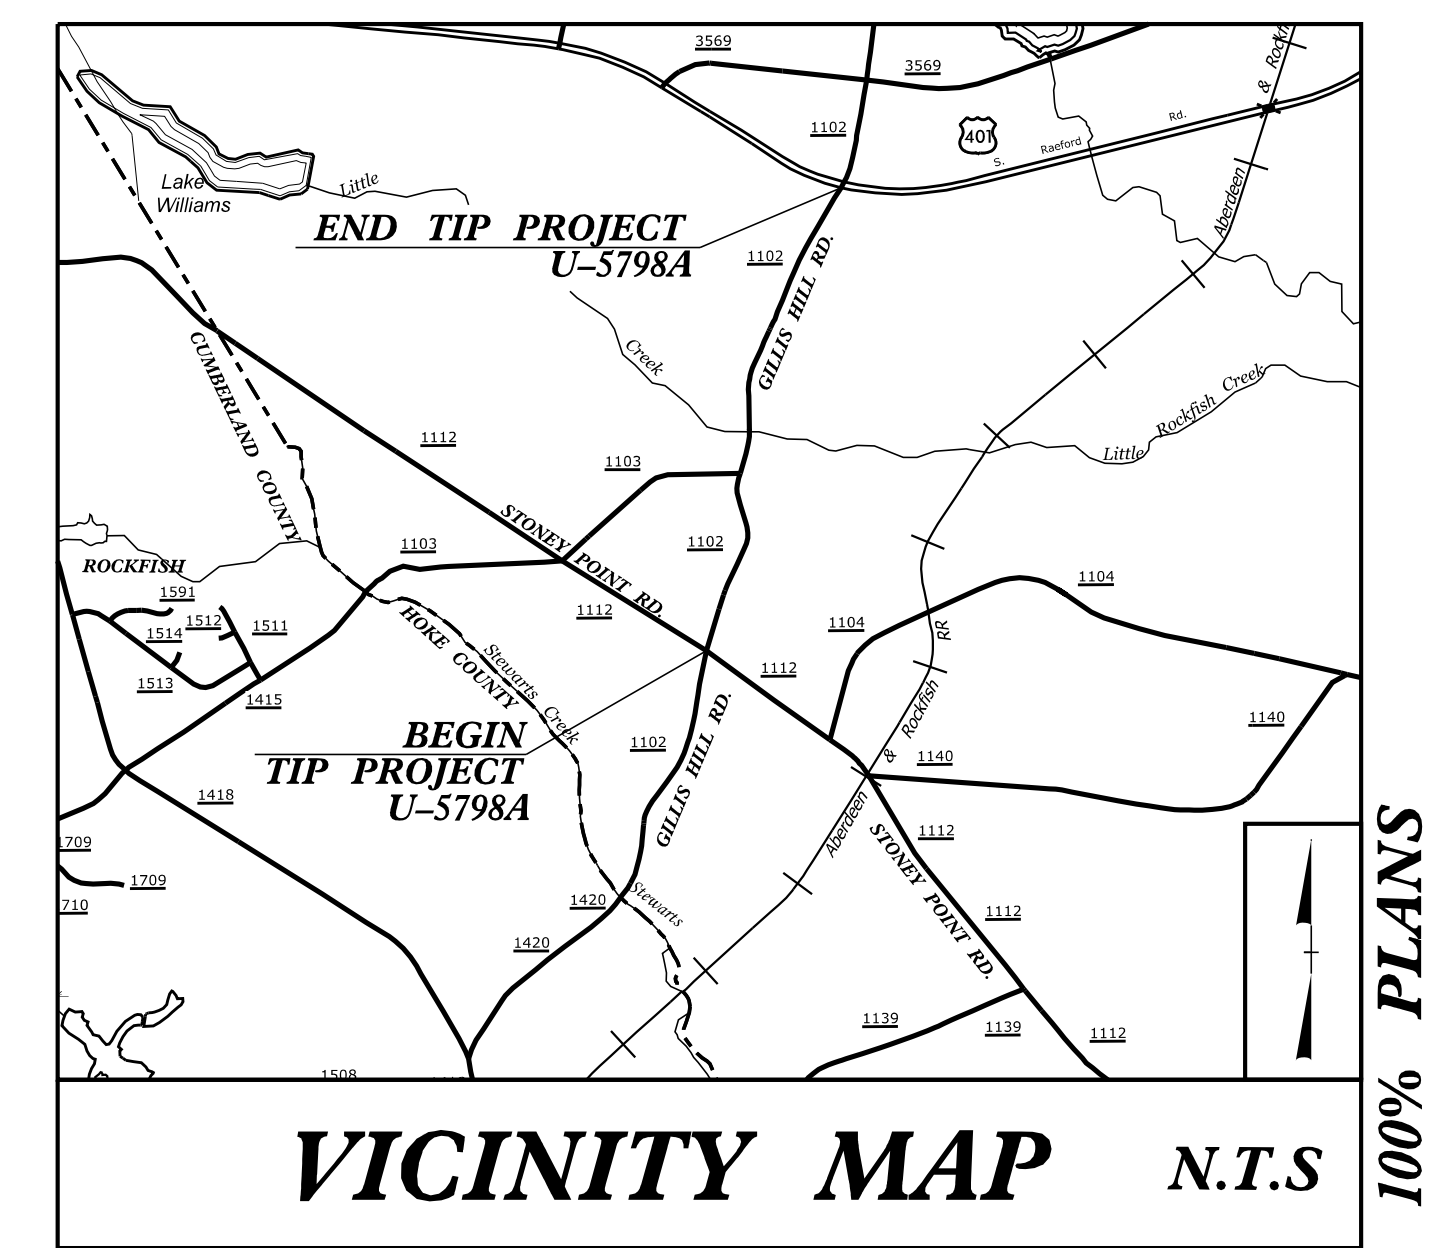 3569
3569
& Rockf
1102
401
S. Raeford Rd.
Lake
Williams
Little
Aberdeen
END TIP PROJECT
U–5798A
1102
GILLIS HILL RD.
Creek
CUMBERLAND COUNTY
Little Rockfish Creek
1112
1103
STONEY POINT RD.
1103
1102
ROCKFISH
1591
1512
1511
1514
1513
1415
1112
1104
1104
RR
HOKE COUNTY
Stewarts Creek
1112
1140
BEGIN
TIP PROJECT
U–5798A
1102
GILLIS HILL RD.
& Rockfish
1140
Aberdeen
1418
1709
1709
710
1112
STONEY POINT RD.
1420
Stewarts
1112
1420
1139
1139
1112
1508
VICINITY MAP N.T.S
100% PLANS